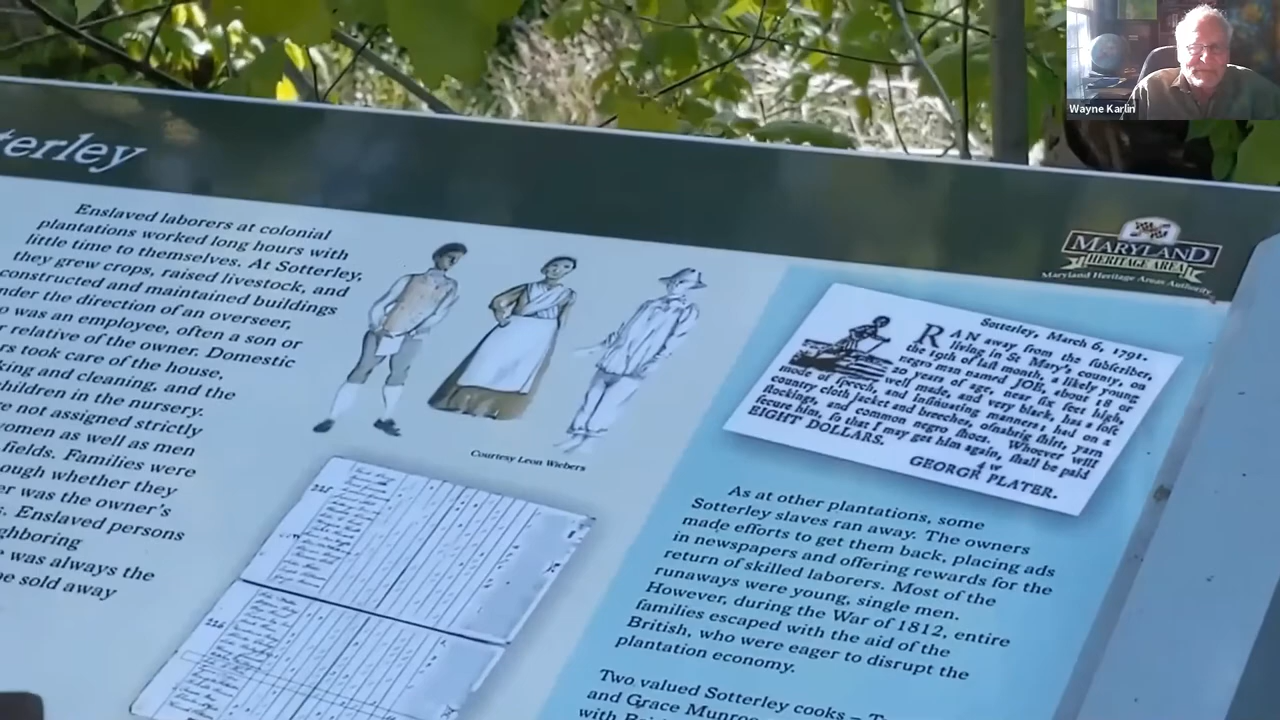 Wayne Karlin
terley
Enslaved laborers at colonial
plantations worked long hours with
little time to themselves. At Sotterley,
they grew crops, raised livestock, and
constructed and maintained buildings
nder the direction of an overseer,
o was an employee, often a son or
r relative of the owner. Domestic
rs took care of the house,
king and cleaning, and the
children in the nursery.
re not assigned strictly
women as well as men
fields. Families were
ough whether they
er was the owner's
s. Enslaved persons
ghboring
was always the
be sold away
Courtesy Leon Wiebers
225
226
MARYLAND
HERITAGE AREA
Maryland Heritage Areas Authority
Sotterley, March 6, 1791.
RAN away from the subscriber,
living in St Mary's county, on
the 19th of last month, a likely young
negro man named JOE, about 18 or
20 years of age, near six feet high,
well made, and very black, has a soft
mode of speech, and insinuating manners; had on a
country cloth jacket and breeches, osnabrig shirt, yarn
stockings, and common negro shoes. Whoever will
secure him, so that I may get him again, shall be paid
EIGHT DOLLARS.
4 w
GEORGE PLATER.
As at other plantations, some
Sotterley slaves ran away. The owners
made efforts to get them back, placing ads
in newspapers and offering rewards for the
return of skilled laborers. Most of the
runaways were young, single men.
However, during the War of 1812, entire
families escaped with the aid of the
British, who were eager to disrupt the
plantation economy.
Two valued Sotterley cooks –
and Grace Munroe
with